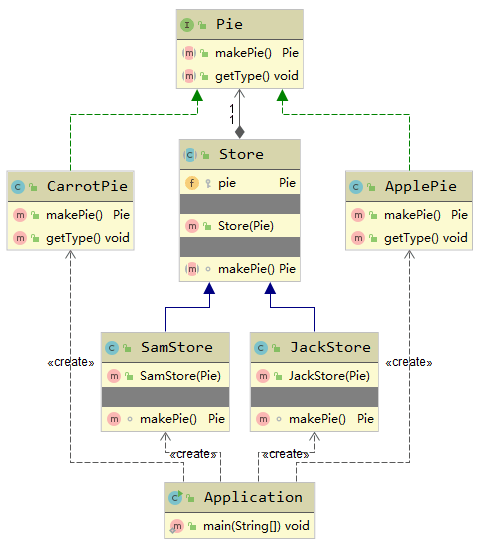 Pie
makePie() Pie
getType() void
1
1
Store
pie Pie
Store(Pie)
makePie() Pie
CarrotPie
makePie() Pie
getType() void
ApplePie
makePie() Pie
getType() void
«create»
«create»
SamStore
SamStore(Pie)
makePie() Pie
JackStore
JackStore(Pie)
makePie() Pie
«create»
«create»
Application
main(String[]) void